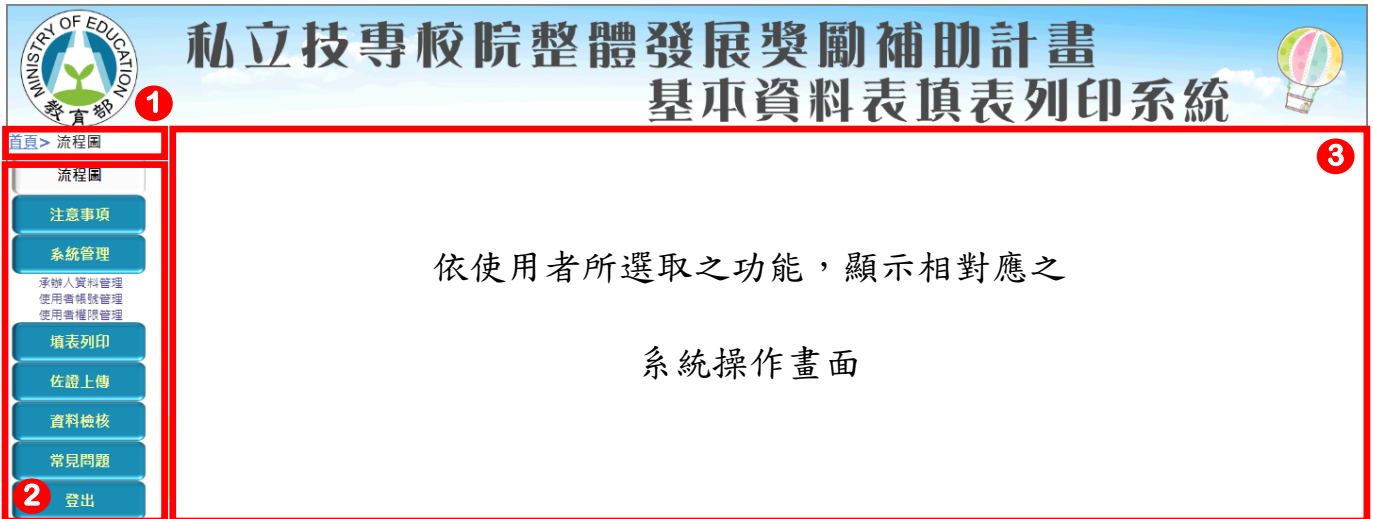 MINISTRY OF EDUCATION
教育部
私立技專校院整體發展獎勵補助計畫
基本資料表填表列印系統
1
首頁> 流程圖
3
流程圖
注意事項
系統管理
承辦人資料管理
使用者帳號管理
使用者權限管理
填表列印
佐證上傳
資料檢核
常見問題
2
登出
依使用者所選取之功能，顯示相對應之
系統操作畫面